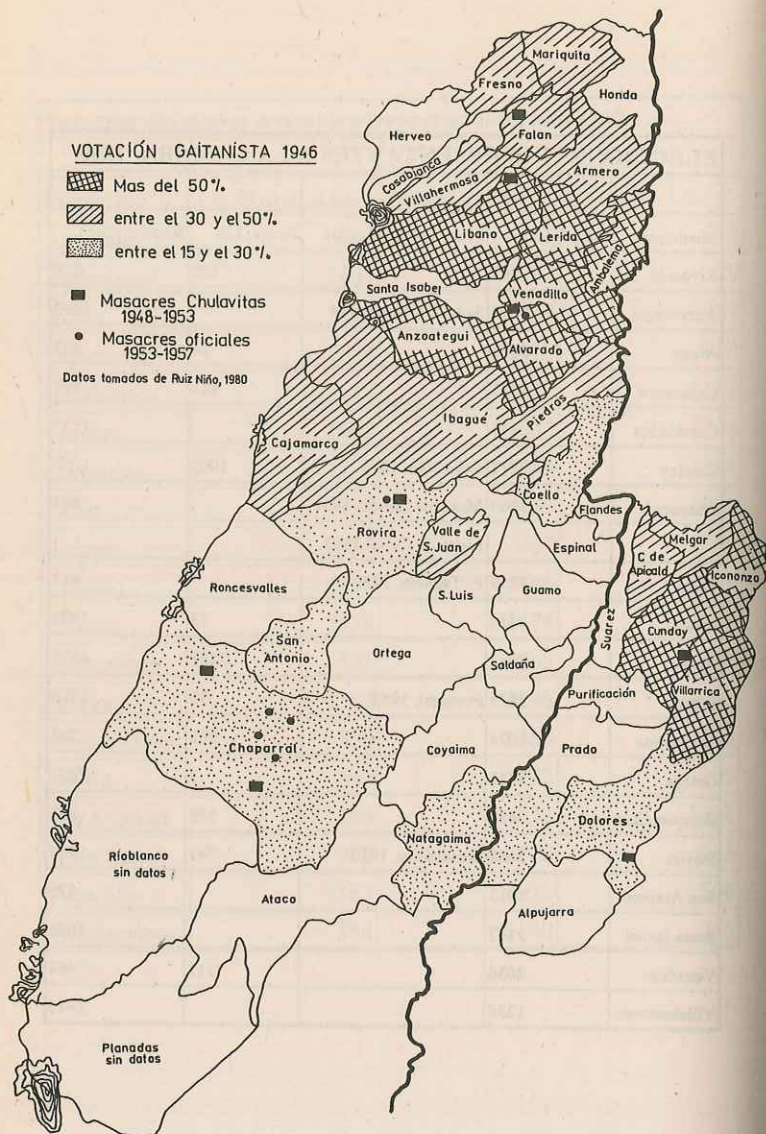 VOTACIÓN GAITANISTA 1946
Mas del 50%
entre el 30 y el 50%
entre el 15 y el 30%
Masacres Chulavitas
1948-1953
Masacres oficiales
1953-1957
Datos tomados de Ruiz Niño, 1980
Mariquita
Fresno
Honda
Herveo
Falan
Casabianca
Villahermosa
Armero
Libano
Lerida
Ambalema
Santa Isabel
Venadillo
Anzoategui
Alvarado
Ibagué
Piedras
Cajamarca
Coello
Flandes
Rovira
Valle de
S. Juan
Espinal
Melgar
C. de
Apicalá
Icononzo
Roncesvalles
S. Luis
Guamo
Suarez
Cunday
San
Antonio
Ortega
Saldaña
Villarrica
Purificación
Chaparral
Coyaima
Prado
Natagaima
Dolores
Rioblanco
sin datos
Ataco
Alpujarra
Planadas
sin datos